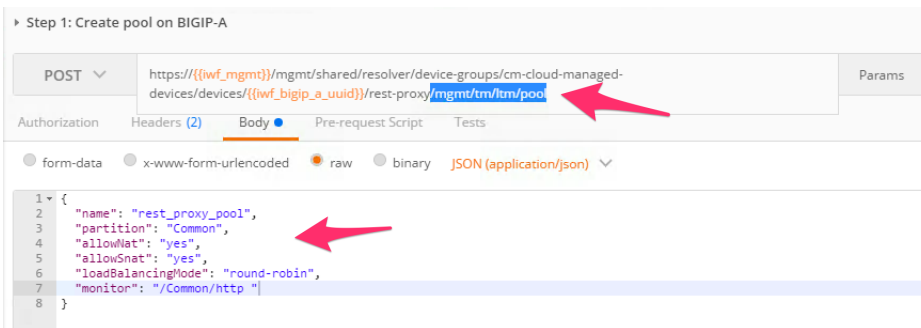 Step 1: Create pool on BIGIP-A
POST
https://{{iwf_mgmt}}/mgmt/shared/resolver/device-groups/cm-cloud-managed-
devices/devices/{{iwf_bigip_a_uuid}}/rest-proxy/mgmt/tm/ltm/pool
Params
Authorization Headers (2) Body Pre-request Script Tests
form-data x-www-form-urlencoded raw binary JSON (application/json)
1 {
2 "name": "rest_proxy_pool",
3 "partition": "Common",
4 "allowNat": "yes",
5 "allowSnat": "yes",
6 "loadBalancingMode": "round-robin",
7 "monitor": "/Common/http "
8 }